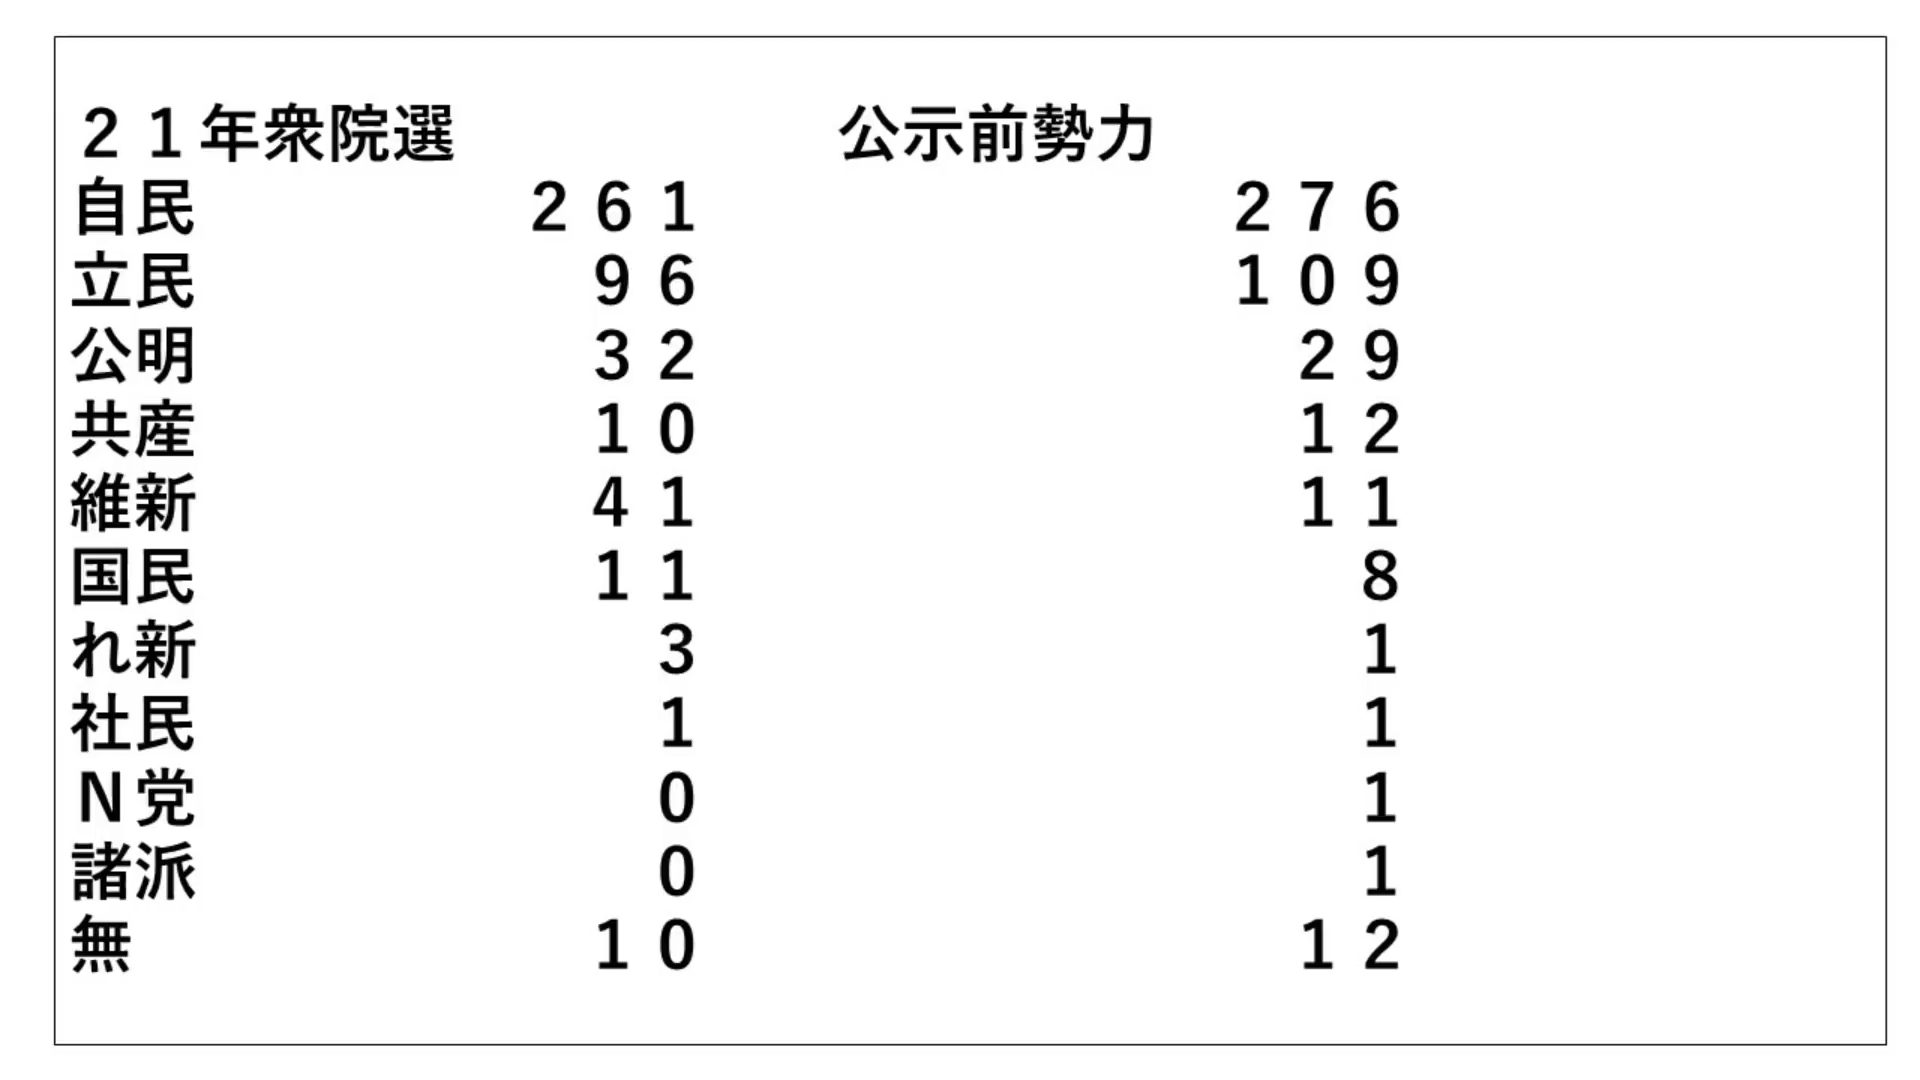 ２１年衆院選　公示前勢力
自民　２６１　２７６
立民　９６　１０９
公明　３２　２９
共産　１０　１２
維新　４１　１１
国民　１１　８
れ新　３　１
社民　１　１
Ｎ党　０　１
諸派　０　１
無　１０　１２